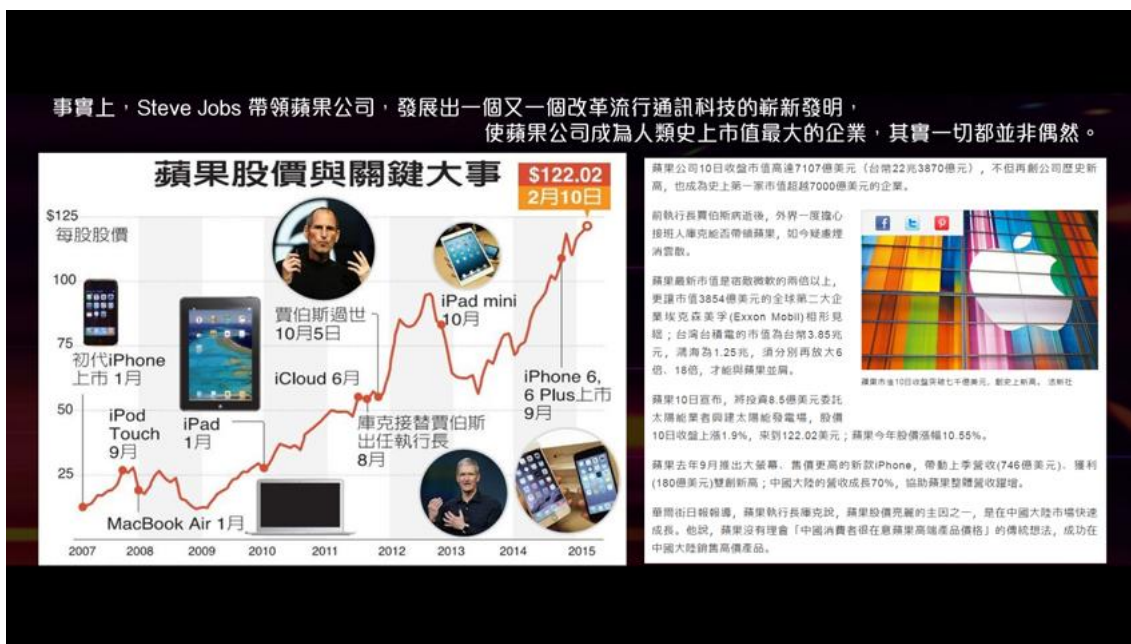 事實上，Steve Jobs 帶領蘋果公司，發展出一個又一個改革流行通訊科技的嶄新發明，
使蘋果公司成為人類史上市值最大的企業，其實一切都並非偶然。
蘋果股價與關鍵大事
$122.02
2月10日
$125
每股股價
100
75
50
25
初代iPhone
上市 1月
iPod
Touch
9月
MacBook Air 1月
iPad
1月
iCloud 6月
賈伯斯過世
10月5日
庫克接替賈伯斯
出任執行長
8月
iPad mini
10月
iPhone 6,
6 Plus上市
9月
2007
2008
2009
2010
2011
2012
2013
2014
2015
蘋果公司10日收盤市值高達7107億美元（台幣22兆3870億元），不但再創公司歷史新
高，也成為史上第一家市值超越7000億美元的企業。
前執行長賈伯斯病逝後，外界一度擔心
接班人庫克能否帶領蘋果，如今疑慮煙
消雲散。
蘋果最新市值是宿敵微軟的兩倍以上，
更讓市值3854億美元的全球第二大企
業埃克森美孚(Exxon Mobil)相形見
絀；台灣台積電的市值為台幣3.85兆
元，鴻海為1.25兆，須分別再放大6
倍、18倍，才能與蘋果並肩。
蘋果市值10日收盤突破七千億美元，創史上新高。 法新社
蘋果10日宣布，將投資8.5億美元委託
太陽能業者興建太陽能發電場，股價
10日收盤上漲1.9%，來到122.02美元；蘋果今年股價漲幅10.55%。
蘋果去年9月推出大螢幕、售價更高的新款iPhone，帶動上季營收(746億美元)、獲利
(180億美元)雙創新高；中國大陸的營收成長70%，協助蘋果整體營收躍增。
華爾街日報報導，蘋果執行長庫克說，蘋果股價亮麗的主因之一，是在中國大陸市場快速
成長。他說，蘋果沒有理會「中國消費者很在意蘋果高端產品價格」的傳統想法，成功在
中國大陸銷售高價產品。